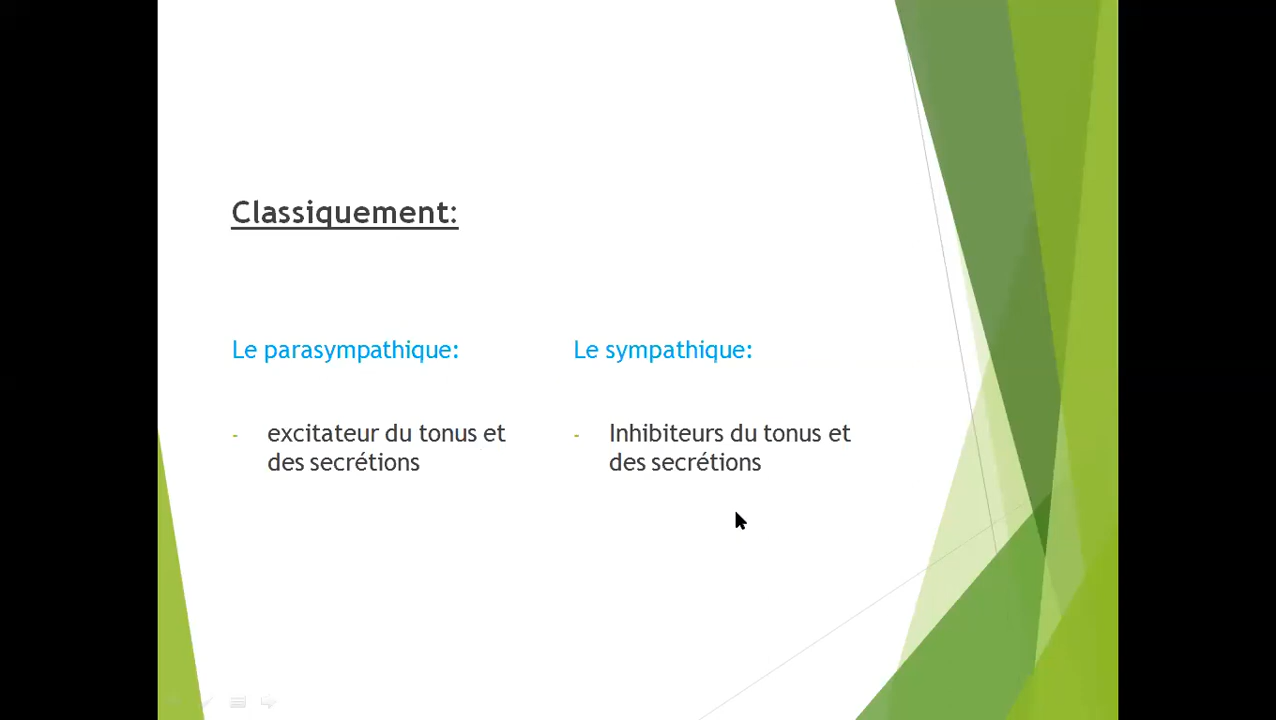 Classiquement:
Le parasympathique:
- excitateur du tonus et
des secrétions
Le sympathique:
- Inhibiteurs du tonus et
des secrétions